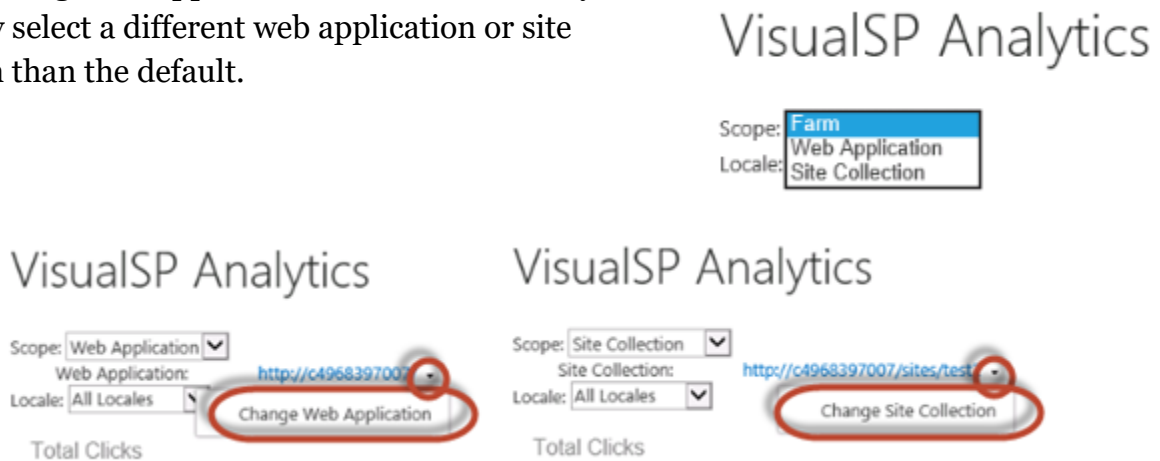 y select a different web application or site
n than the default.
VisualSP Analytics
Scope: Farm
Web Application
Locale: Site Collection
VisualSP Analytics
Scope: Web Application
Web Application: http://c4968397007
Locale: All Locales
Change Web Application
Total Clicks
VisualSP Analytics
Scope: Site Collection
Site Collection: http://c4968397007/sites/test
Locale: All Locales
Change Site Collection
Total Clicks